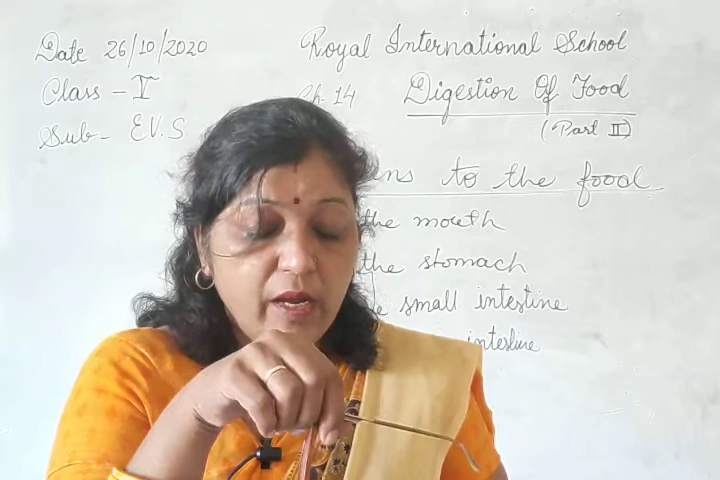 Date 26/10/2020
Royal International School
Class - V
Ch. 14 Digestion Of Food
Sub- EV.S
(Part II)
to the food
the mouth
the stomach
small intestine
intestine